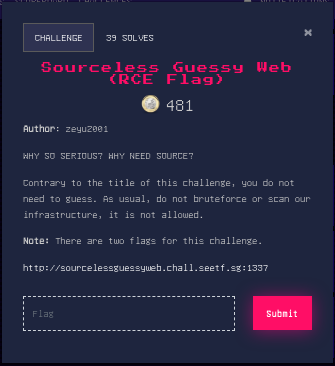 CHALLENGE 39 SOLVES ×
Sourceless Guessy Web
(RCE Flag)
481
Author: zeyu2001
WHY SO SERIOUS? WHY NEED SOURCE?
Contrary to the title of this challenge, you do not
need to guess. As usual, do not bruteforce or scan our
infrastructure, it is not allowed.
Note: There are two flags for this challenge.
http://sourcelessguessyweb.chall.seetf.sg:1337
Flag
Submit